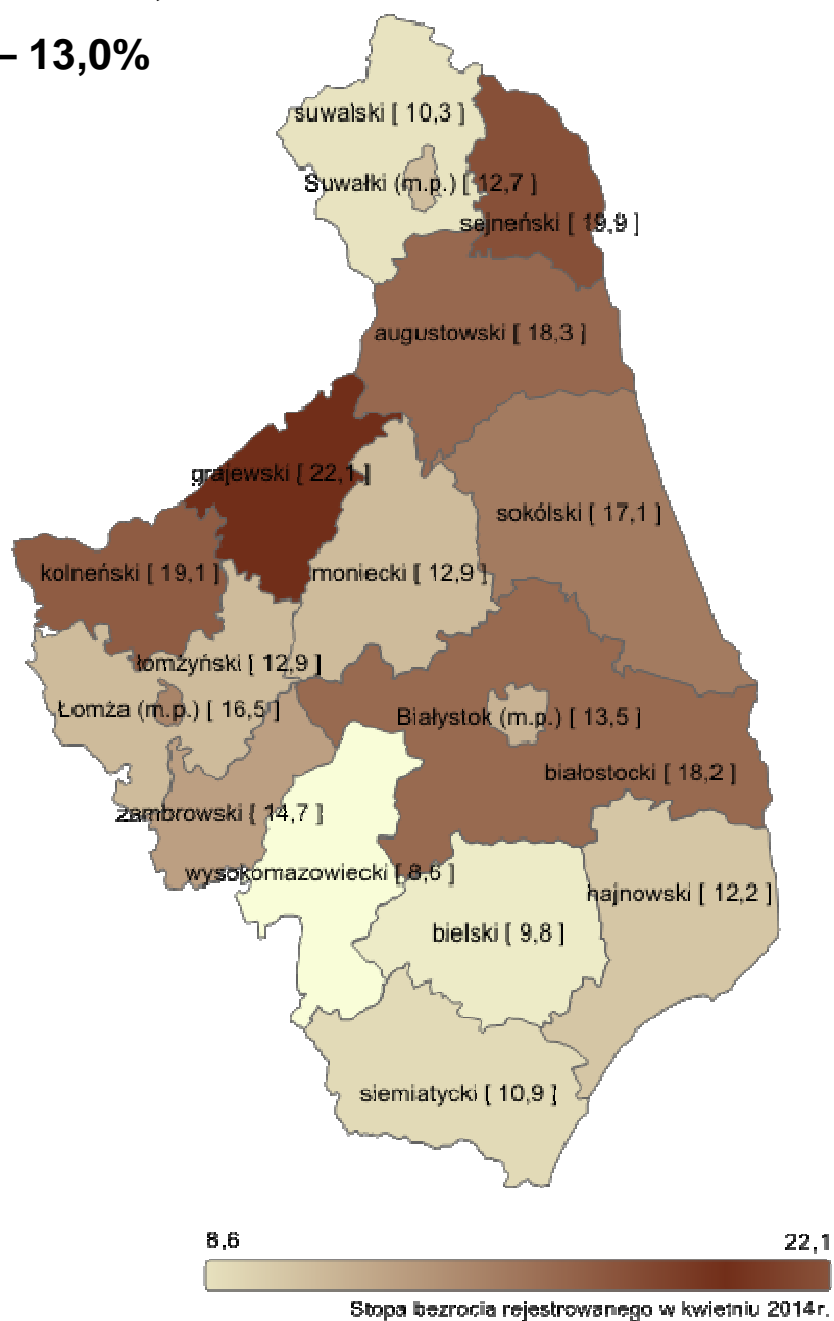 – 13,0%
suwalski [ 10,3 ]
Suwałki (m.p.) [ 12,7 ]
sejneński [ 19,9 ]
augustowski [ 18,3 ]
grajewski [ 22,1 ]
sokólski [ 17,1 ]
kolneński [ 19,1 ]
moniecki [ 12,9 ]
łomżyński [ 12,9 ]
Łomża (m.p.) [ 16,5 ]
Białystok (m.p.) [ 13,5 ]
białostocki [ 18,2 ]
zambrowski [ 14,7 ]
wysokomazowiecki [ 8,6 ]
hajnowski [ 12,2 ]
bielski [ 9,8 ]
siemiatycki [ 10,9 ]
8,6
22,1
Stopa bezrocia rejestrowanego w kwietniu 2014r.